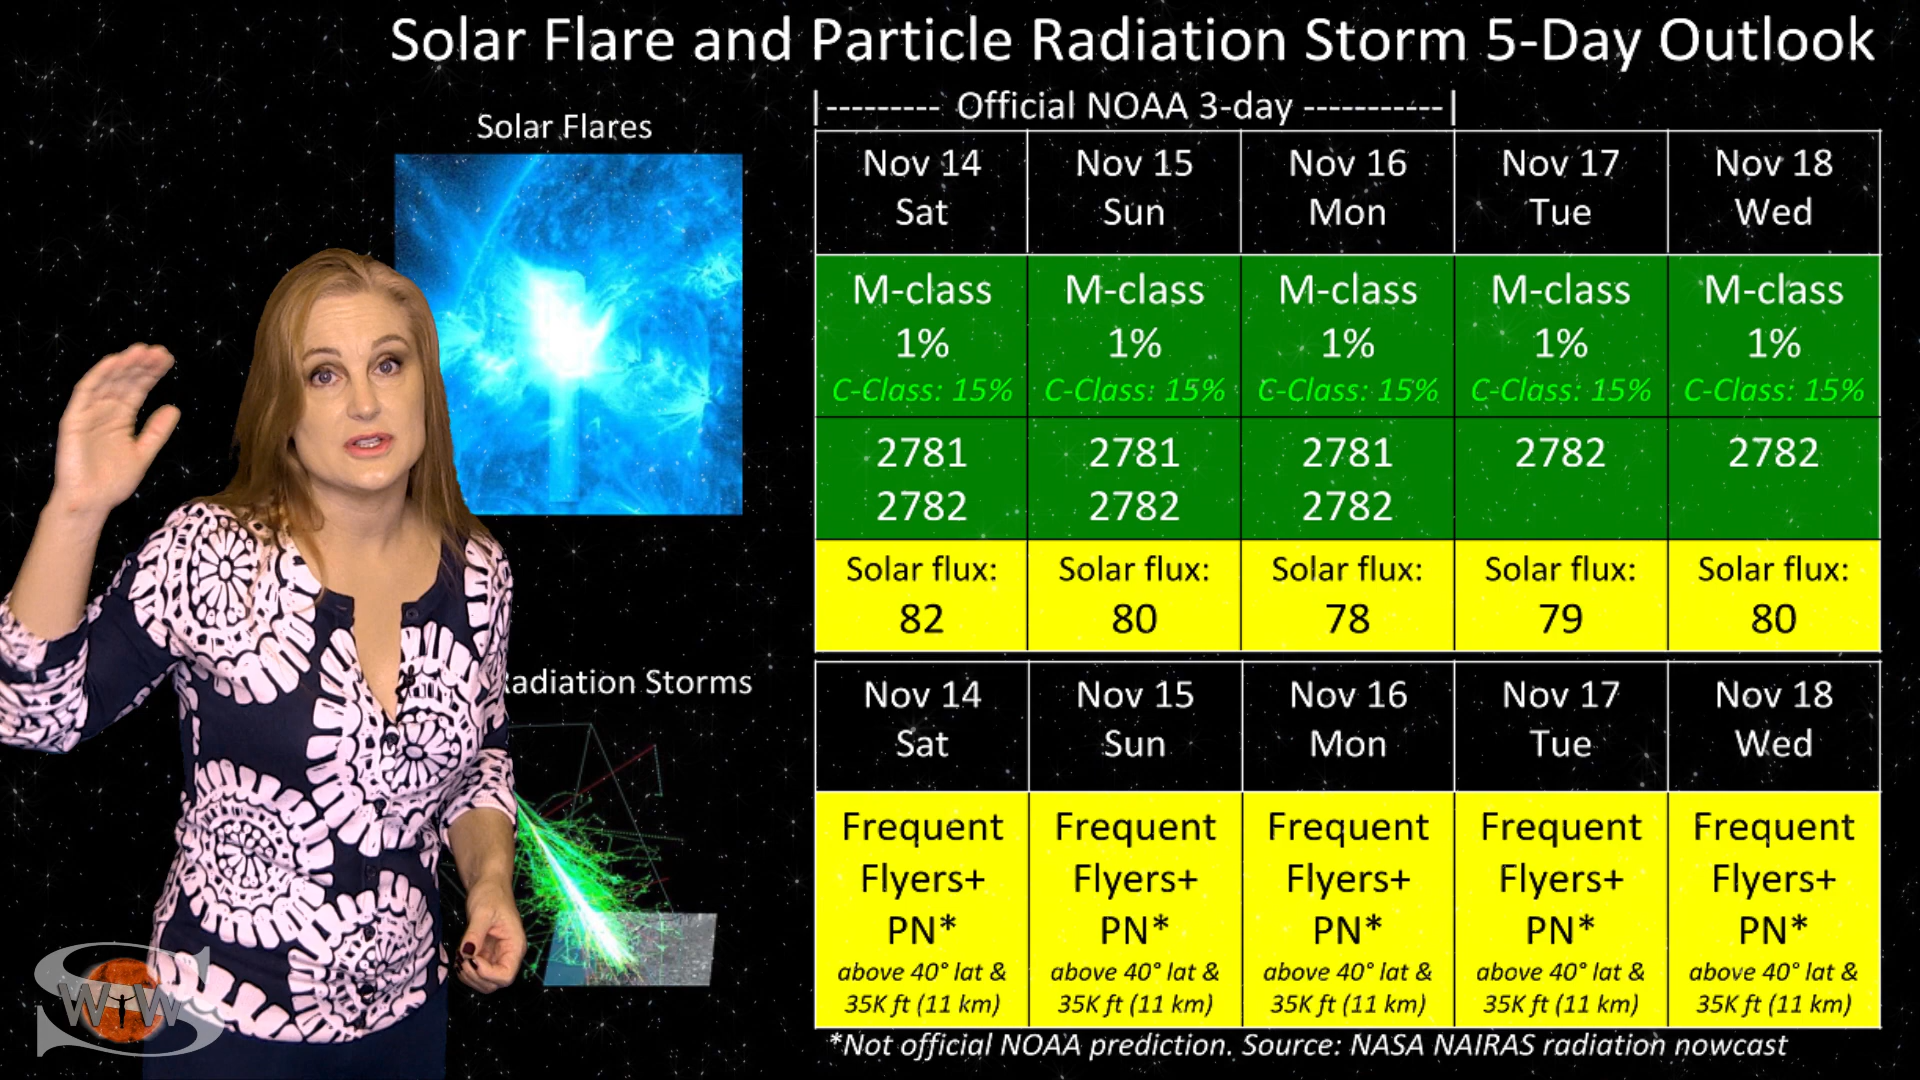 Solar Flare and Particle Radiation Storm 5-Day Outlook
|--------- Official NOAA 3-day -----------|
Solar Flares
Nov 14 Nov 15 Nov 16 Nov 17 Nov 18
Sat Sun Mon Tue Wed
M-class M-class M-class M-class M-class
1% 1% 1% 1% 1%
C-Class: 15% C-Class: 15% C-Class: 15% C-Class: 15% C-Class: 15%
2781 2781 2781 2782 2782
2782 2782 2782
Solar flux: Solar flux: Solar flux: Solar flux: Solar flux:
82 80 78 79 80
Radiation Storms
Nov 14 Nov 15 Nov 16 Nov 17 Nov 18
Sat Sun Mon Tue Wed
Frequent Frequent Frequent Frequent Frequent
Flyers+ Flyers+ Flyers+ Flyers+ Flyers+
PN* PN* PN* PN* PN*
above 40° lat & above 40° lat & above 40° lat & above 40° lat & above 40° lat &
35K ft (11 km) 35K ft (11 km) 35K ft (11 km) 35K ft (11 km) 35K ft (11 km)
*Not official NOAA prediction. Source: NASA NAIRAS radiation nowcast